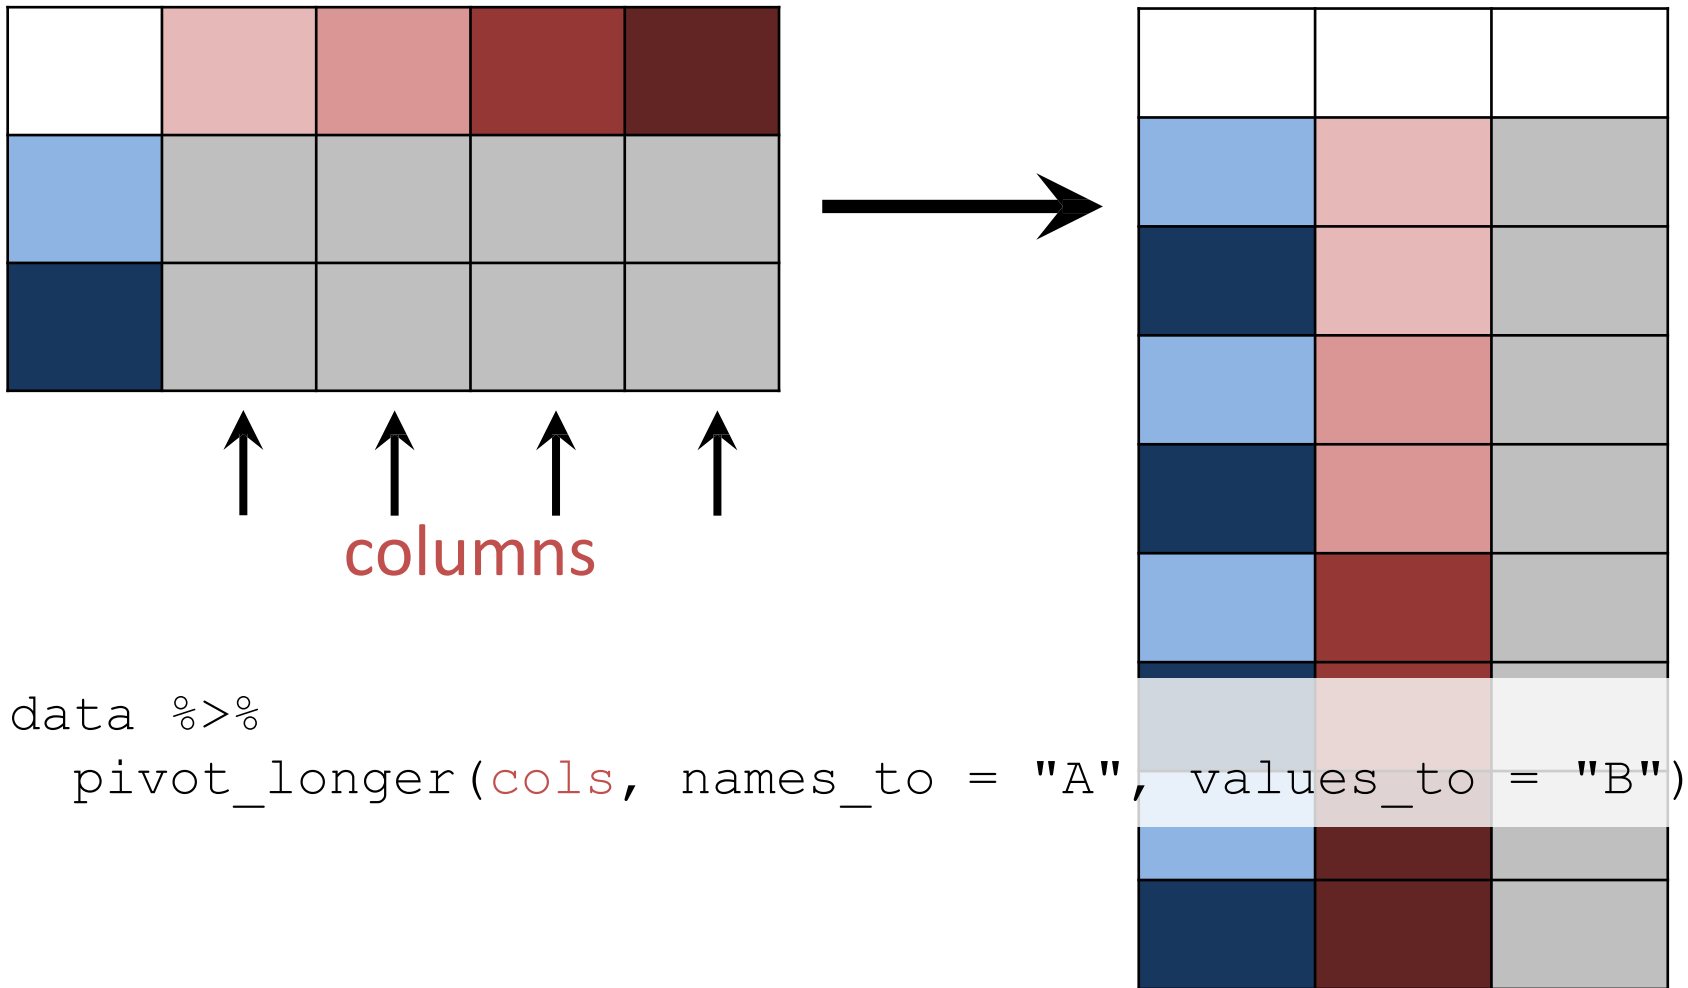 columns
data %>%
pivot_longer(cols, names_to = "A", values_to = "B")